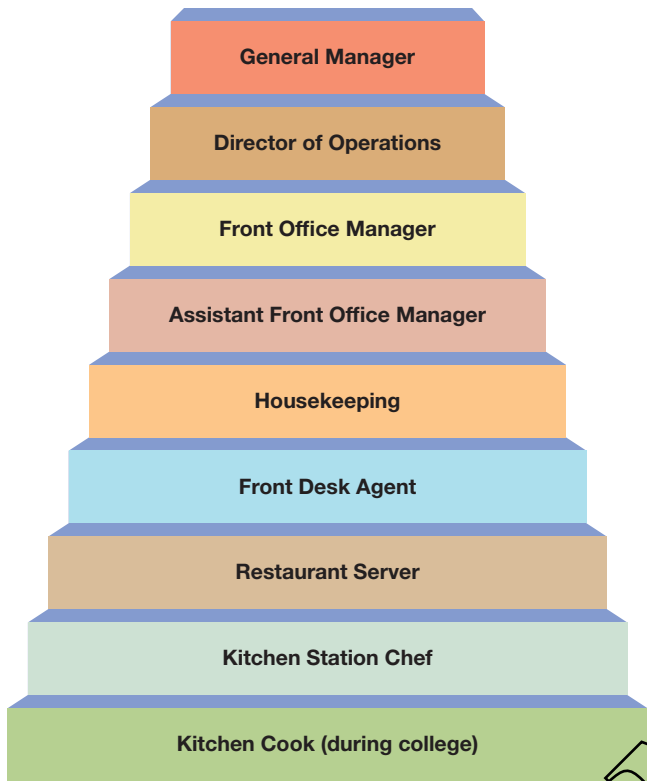 General Manager
Director of Operations
Front Office Manager
Assistant Front Office Manager
Housekeeping
Front Desk Agent
Restaurant Server
Kitchen Station Chef
Kitchen Cook (during college)